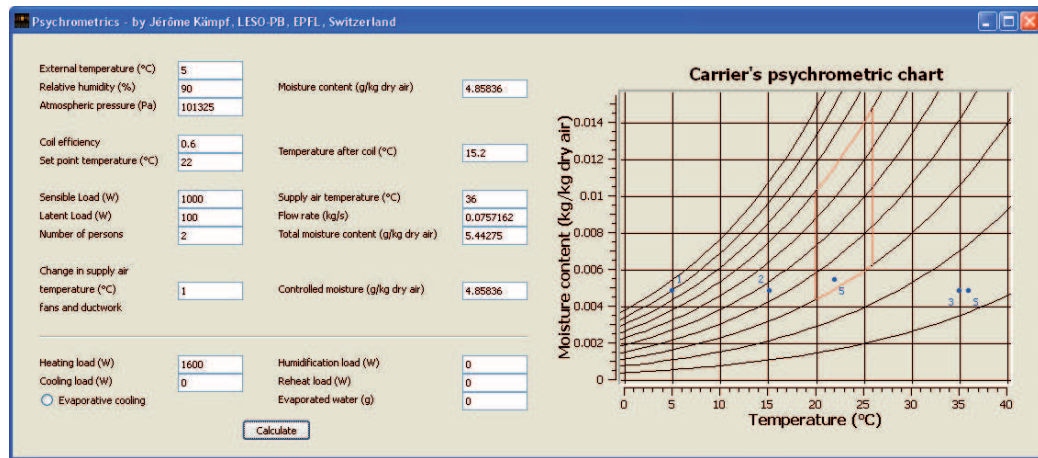 Psychrometrics - by Jérôme Kämpf, LESO-PB, EPFL, Switzerland
External temperature (°C) 5
Relative humidity (%) 90 Moisture content (g/kg dry air) 4.85836
Atmospheric pressure (Pa) 101325
Coil efficiency 0.6
Set point temperature (°C) 22 Temperature after coil (°C) 15.2
Sensible Load (W) 1000 Supply air temperature (°C) 36
Latent Load (W) 100 Flow rate (kg/s) 0.0757162
Number of persons 2 Total moisture content (g/kg dry air) 5.44275
Change in supply air
temperature (°C) 1 Controlled moisture (g/kg dry air) 4.85836
fans and ductwork
Heating load (W) 1600 Humidification load (W) 0
Cooling load (W) 0 Reheat load (W) 0
Evaporative cooling Evaporated water (g) 0
Calculate
Carrier's psychrometric chart
Moisture content (kg/kg dry air)
0.014
0.012
0.01
0.008
0.006
0.004
0.002
0
1 2 5 3 5
0 5 10 15 20 25 30 35 40
Temperature (°C)